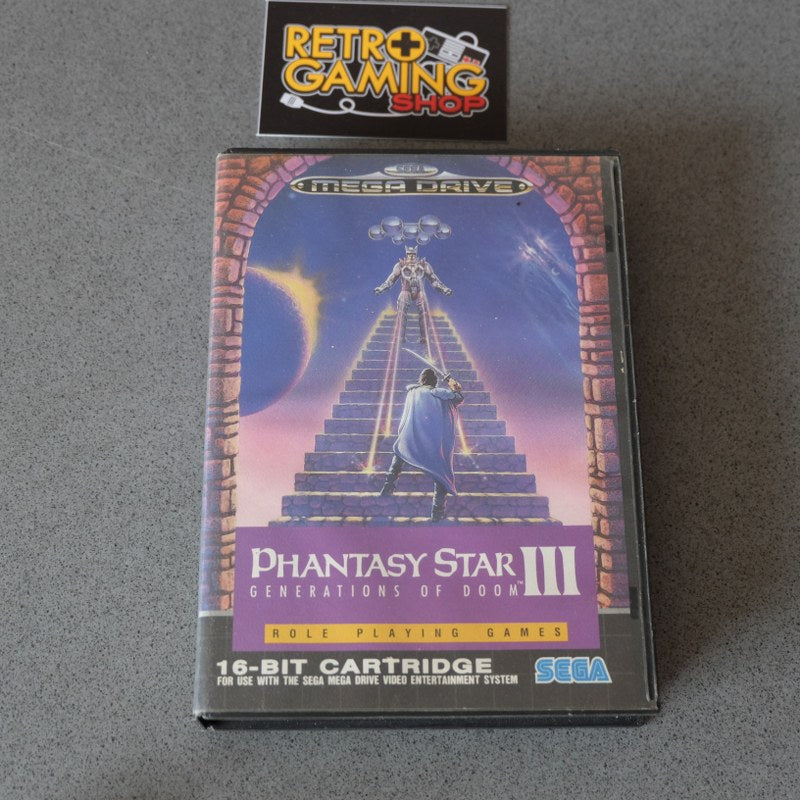 RETRO
GAMING
SHOP
SEGA
MEGA DRIVE
PHANTASY STAR III
GENERATIONS OF DOOM™
ROLE PLAYING GAMES
16-BIT CARTRIDGE
FOR USE WITH THE SEGA MEGA DRIVE VIDEO ENTERTAINMENT SYSTEM
SEGA